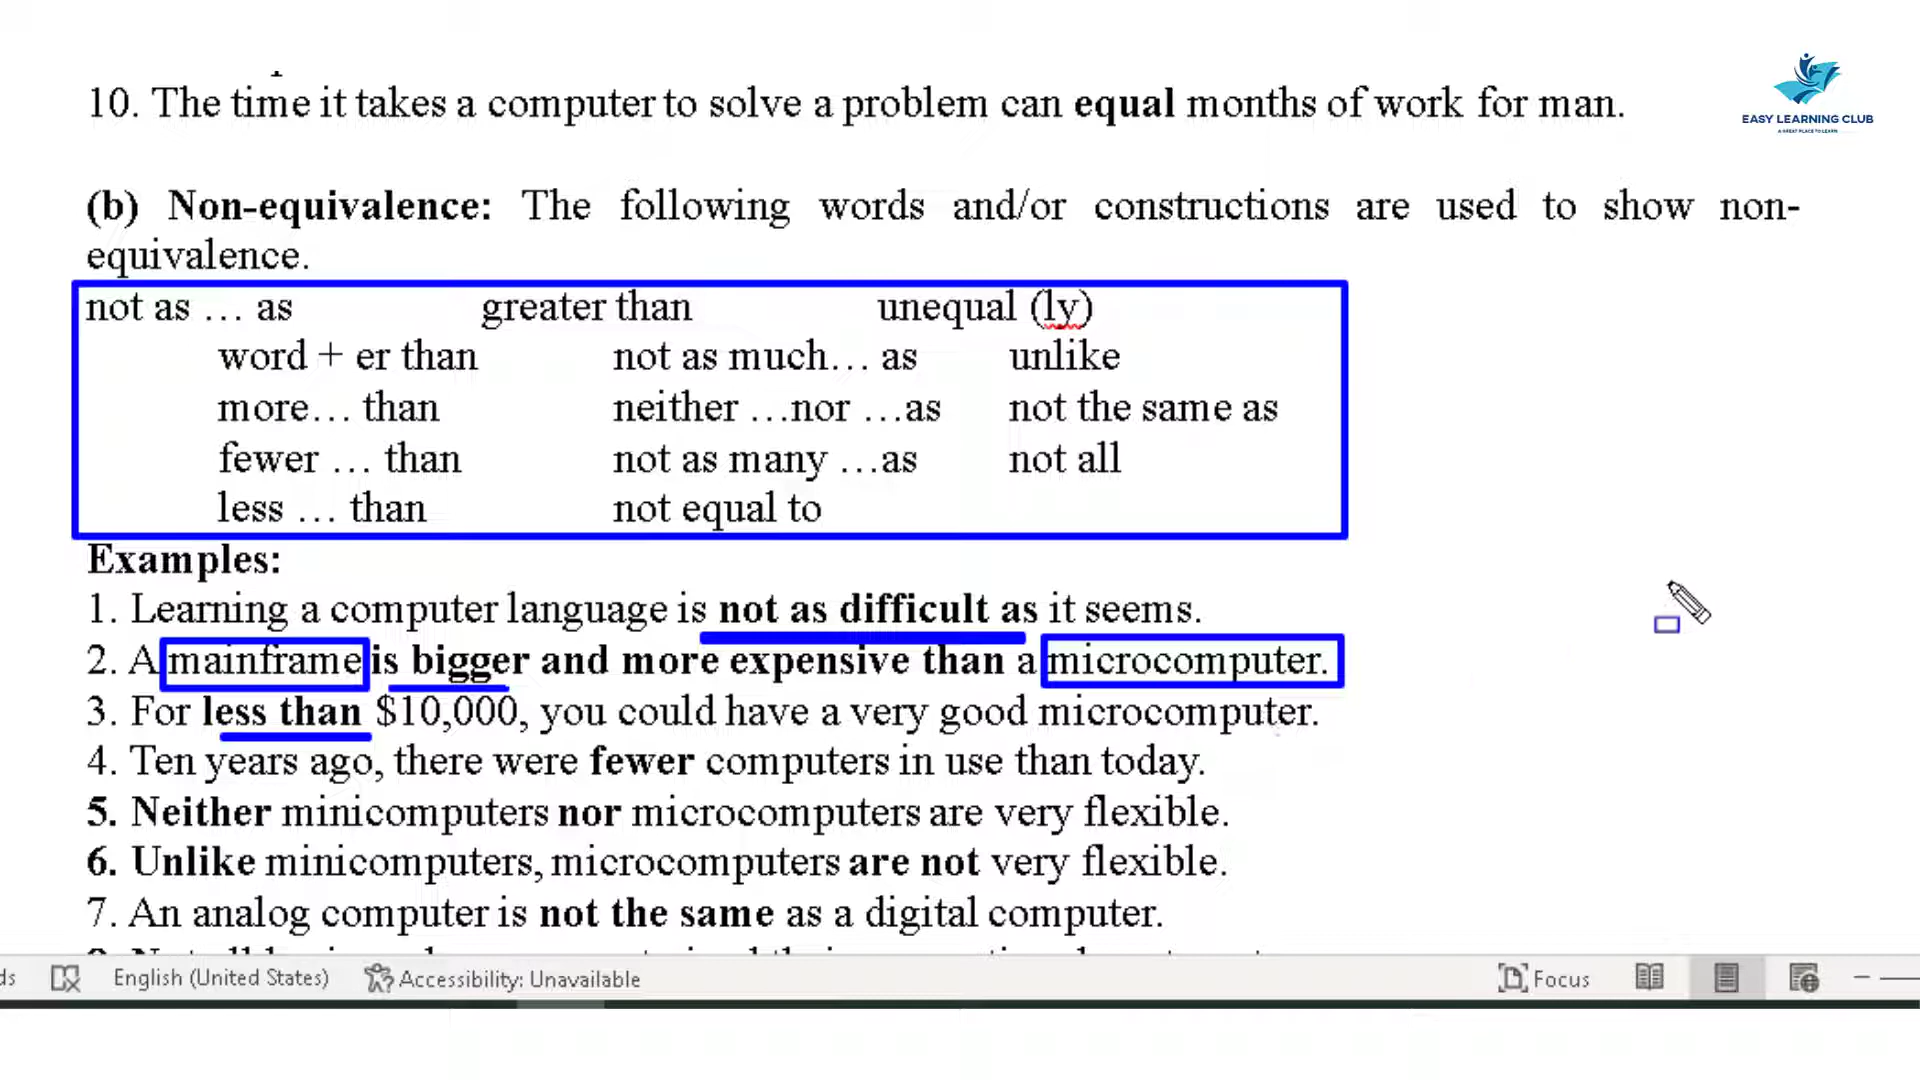 10. The time it takes a computer to solve a problem can equal months of work for man.
EASY LEARNING CLUB
A GREAT PLACE TO LEARN
(b) Non-equivalence: The following words and/or constructions are used to show non-
equivalence.
not as … as greater than unequal (ly)
word + er than not as much… as unlike
more… than neither …nor …as not the same as
fewer … than not as many …as not all
less … than not equal to
Examples:
1. Learning a computer language is not as difficult as it seems.
2. A mainframe is bigger and more expensive than a microcomputer.
3. For less than $10,000, you could have a very good microcomputer.
4. Ten years ago, there were fewer computers in use than today.
5. Neither minicomputers nor microcomputers are very flexible.
6. Unlike minicomputers, microcomputers are not very flexible.
7. An analog computer is not the same as a digital computer.
ds English (United States) Accessibility: Unavailable Focus